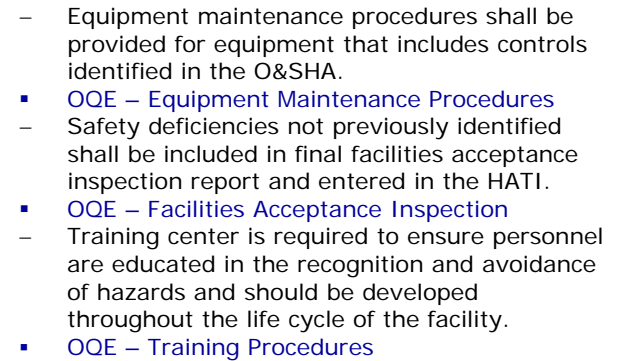 – Equipment maintenance procedures shall be
provided for equipment that includes controls
identified in the O&SHA.
▪ OQE – Equipment Maintenance Procedures
– Safety deficiencies not previously identified
shall be included in final facilities acceptance
inspection report and entered in the HATI.
▪ OQE – Facilities Acceptance Inspection
– Training center is required to ensure personnel
are educated in the recognition and avoidance
of hazards and should be developed
throughout the life cycle of the facility.
▪ OQE – Training Procedures